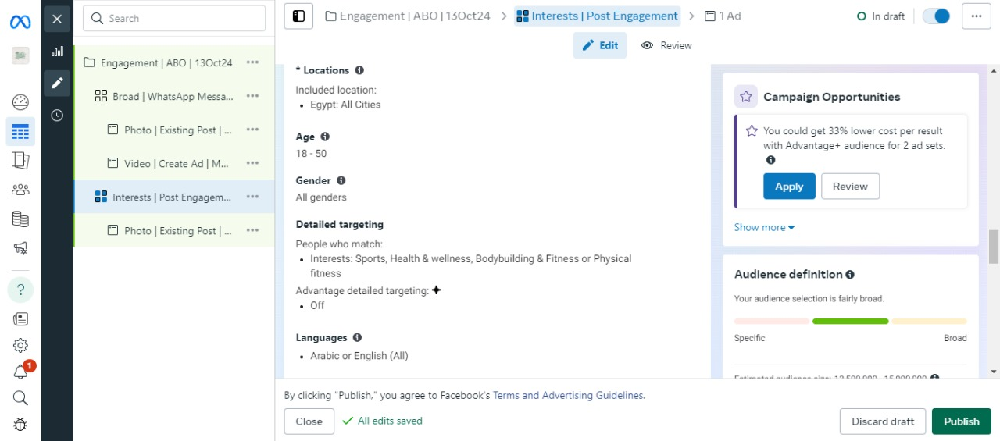 Search
Engagement | ABO | 13Oct24
Interests | Post Engagement
1 Ad
In draft
Edit
Review
Engagement | ABO | 13Oct24
Broad | WhatsApp Messa...
Photo | Existing Post | ...
Video | Create Ad | M...
Interests | Post Engagem...
Photo | Existing Post | ...
* Locations
Included location:
Egypt: All Cities
Age
18 - 50
Gender
All genders
Detailed targeting
People who match:
Interests: Sports, Health & wellness, Bodybuilding & Fitness or Physical
fitness
Advantage detailed targeting:
Off
Languages
Arabic or English (All)
Campaign Opportunities
You could get 33% lower cost per result
with Advantage+ audience for 2 ad sets.
Apply
Review
Show more
Audience definition
Your audience selection is fairly broad.
Specific
Broad
Estimated audience size:
By clicking "Publish," you agree to Facebook's Terms and Advertising Guidelines.
Close
All edits saved
Discard draft
Publish
?
1